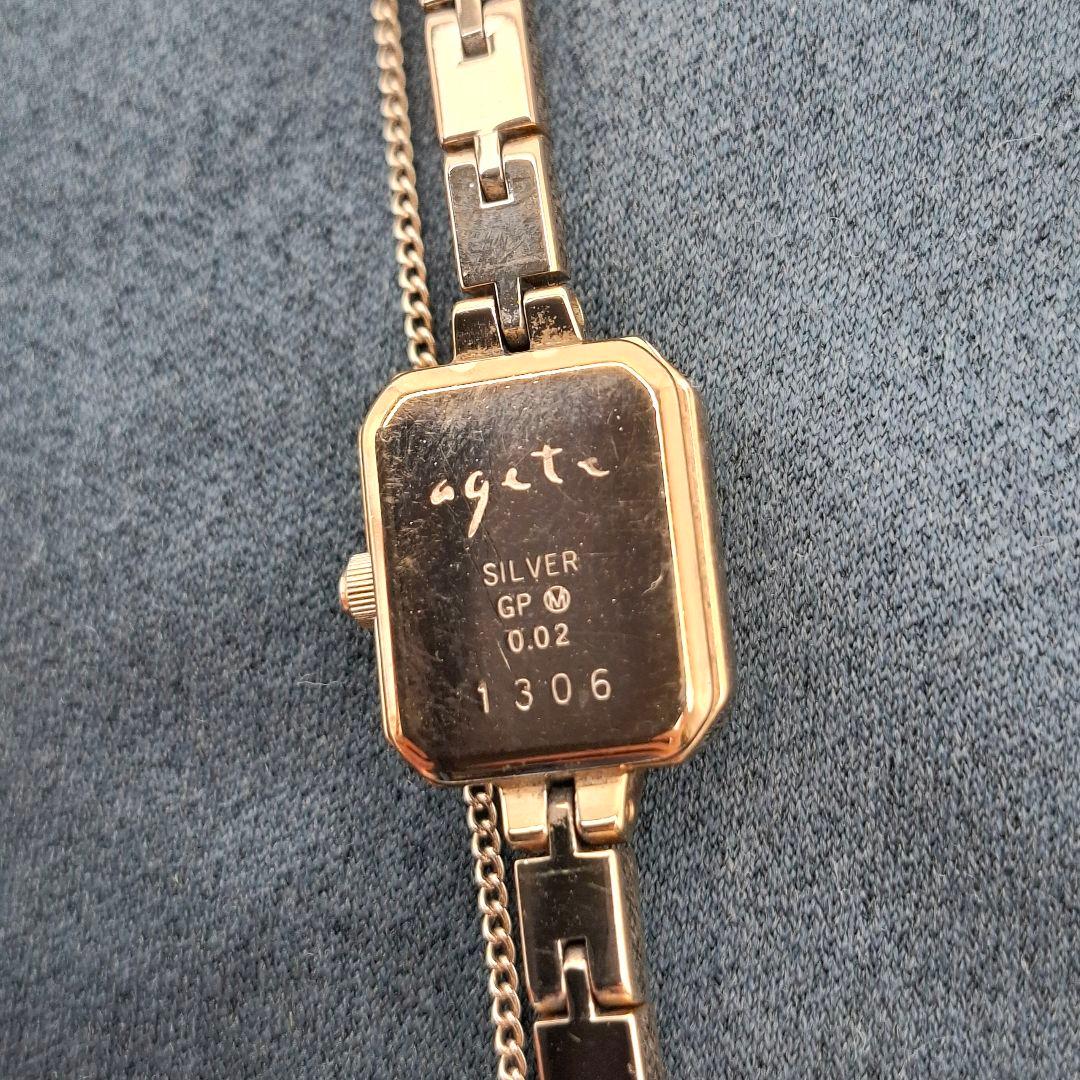 agete
SILVER
GP Ⓜ
0.02
1306